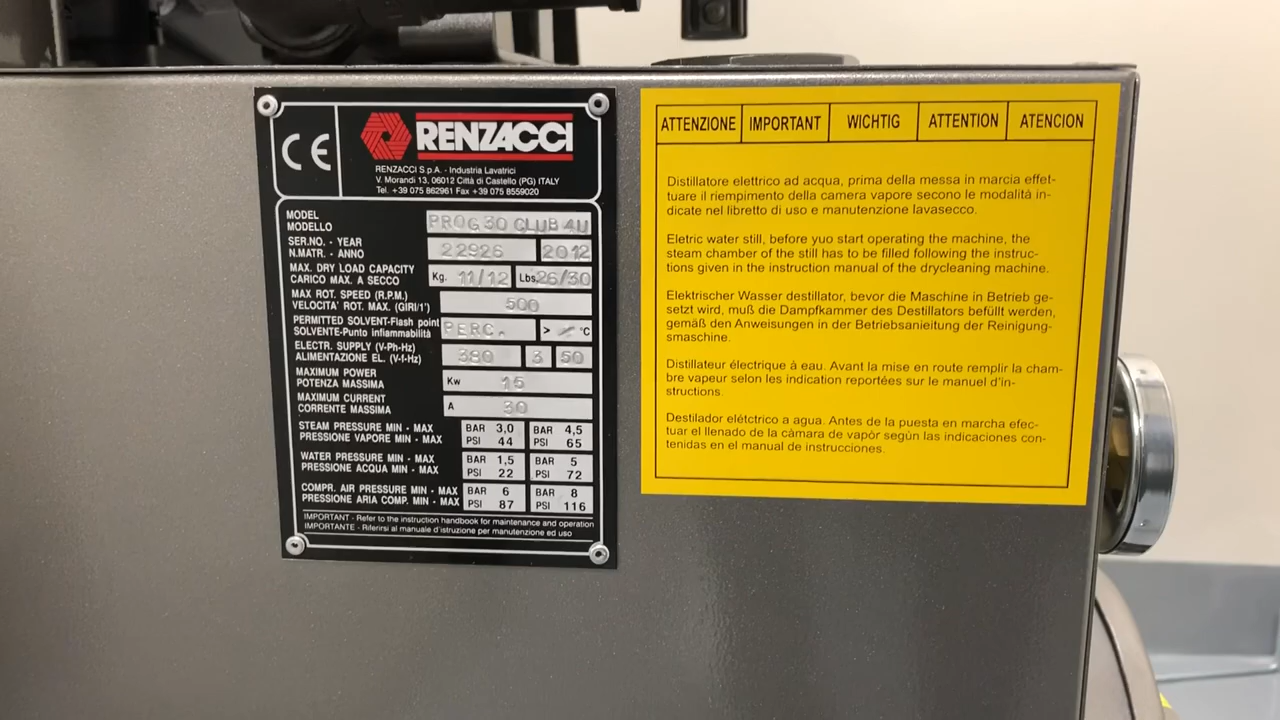 CE
RENZACCI
RENZACCI S.p.A. - Industria Lavatrici
V. Morandi 13, 06012 Città di Castello (PG) ITALY
Tel. +39 075 862961 Fax +39 075 8559020
MODEL
MODELLO
PROG 30 CLUB 4U
SER.NO. - YEAR
N.MATR. - ANNO
22926 2012
MAX. DRY LOAD CAPACITY
CARICO MAX. A SECCO
Kg. 11/12 Lbs. 26/30
MAX ROT. SPEED (R.P.M.)
VELOCITA' ROT. MAX. (GIRI/1')
500
PERMITTED SOLVENT-Flash point
SOLVENTE-Punto infiammabilità
PERC. > °C
ELECTR. SUPPLY (V-Ph-Hz)
ALIMENTAZIONE EL. (V-f-Hz)
380 3 50
MAXIMUM POWER
POTENZA MASSIMA
Kw 15
MAXIMUM CURRENT
CORRENTE MASSIMA
A 30
STEAM PRESSURE MIN - MAX
PRESSIONE VAPORE MIN - MAX
BAR 3,0 BAR 4,5
PSI 44 PSI 65
WATER PRESSURE MIN - MAX
PRESSIONE ACQUA MIN - MAX
BAR 1,5 BAR 5
PSI 22 PSI 72
COMPR. AIR PRESSURE MIN - MAX
PRESSIONE ARIA COMP. MIN - MAX
BAR 6 BAR 8
PSI 87 PSI 116
IMPORTANT - Refer to the instruction handbook for maintenance and operation
IMPORTANTE - Riferirsi al manuale d'istruzione per manutenzione ed uso
ATTENZIONE IMPORTANT WICHTIG ATTENTION ATENCION
Distillatore elettrico ad acqua, prima della messa in marcia effet-
tuare il riempimento della camera vapore secono le modalità in-
dicate nel libretto di uso e manutenzione lavasecco.
Eletric water still, before yuo start operating the machine, the
steam chamber of the still has to be filled following the instruc-
tions given in the instruction manual of the drycleaning machine.
Elektrischer Wasser destillator, bevor die Maschine in Betrieb ge-
setzt wird, muß die Dampfkammer des Destillators befüllt werden,
gemäß den Anweisungen in der Betriebsanieitung der Reinigung-
smaschine.
Distillateur électrique à eau. Avant la mise en route remplir la cham-
bre vapeur selon les indication reportées sur le manuel d'in-
structions.
Destilador elétctrico a agua. Antes de la puesta en marcha efec-
tuar el llenado de la càmara de vapòr segùn las indicaciones con-
tenidas en el manual de instrucciones.